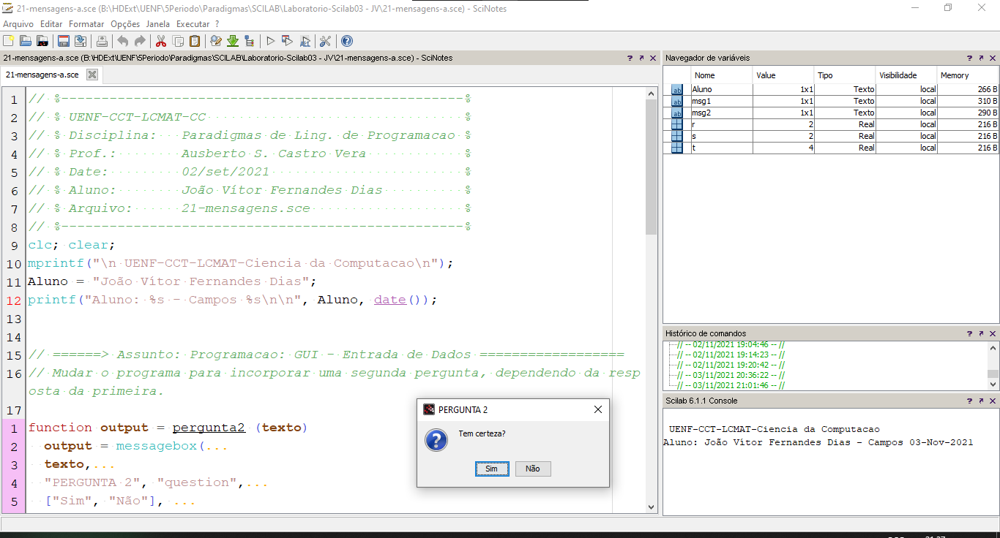 21-mensagens-a.sce (B:\HDExt\UENF\5Periodo\Paradigmas\SCILAB\Laboratorio-Scilab03 - JV\21-mensagens-a.sce) - SciNotes
Arquivo Editar Formatar Opções Janela Executar ?
21-mensagens-a.sce (B:\HDExt\UENF\5Periodo\Paradigmas\SCILAB\Laboratorio-Scilab03 - JV\21-mensagens-a.sce) - SciNotes
21-mensagens-a.sce
1 // %--------------------------------------------------%
2 // % UENF-CCT-LCMAT-CC %
3 // % Disciplina: Paradigmas de Ling. de Programacao %
4 // % Prof.: Ausberto S. Castro Vera %
5 // % Date: 02/set/2021 %
6 // % Aluno: João Vítor Fernandes Dias %
7 // % Arquivo: 21-mensagens.sce %
8 // %--------------------------------------------------%
9 clc; clear;
10 mprintf("\n UENF-CCT-LCMAT-Ciencia da Computacao\n");
11 Aluno = "João Vítor Fernandes Dias";
12 printf("Aluno: %s - Campos %s\n\n", Aluno, date());
13
14
15 // ======> Assunto: Programacao: GUI - Entrada de Dados ==================
16 // Mudar o programa para incorporar uma segunda pergunta, dependendo da resp
osta da primeira.
17
1 function output = pergunta2 (texto)
2 output = messagebox(...
3 texto,...
4 "PERGUNTA 2", "question",...
5 ["Sim", "Não"], ...
PERGUNTA 2
Tem certeza?
Sim Não
Navegador de variáveis
Nome Value Tipo Visibilidade Memory
Aluno 1x1 Texto local 266 B
msg1 1x1 Texto local 310 B
msg2 1x1 Texto local 290 B
r 2 Real local 216 B
s 2 Real local 216 B
t 4 Real local 216 B
Histórico de comandos
// -- 02/11/2021 19:04:46 -- //
// -- 02/11/2021 19:14:23 -- //
// -- 02/11/2021 19:20:42 -- //
// -- 03/11/2021 20:36:22 -- //
// -- 03/11/2021 21:01:46 -- //
Scilab 6.1.1 Console
UENF-CCT-LCMAT-Ciencia da Computacao
Aluno: João Vítor Fernandes Dias - Campos 03-Nov-2021